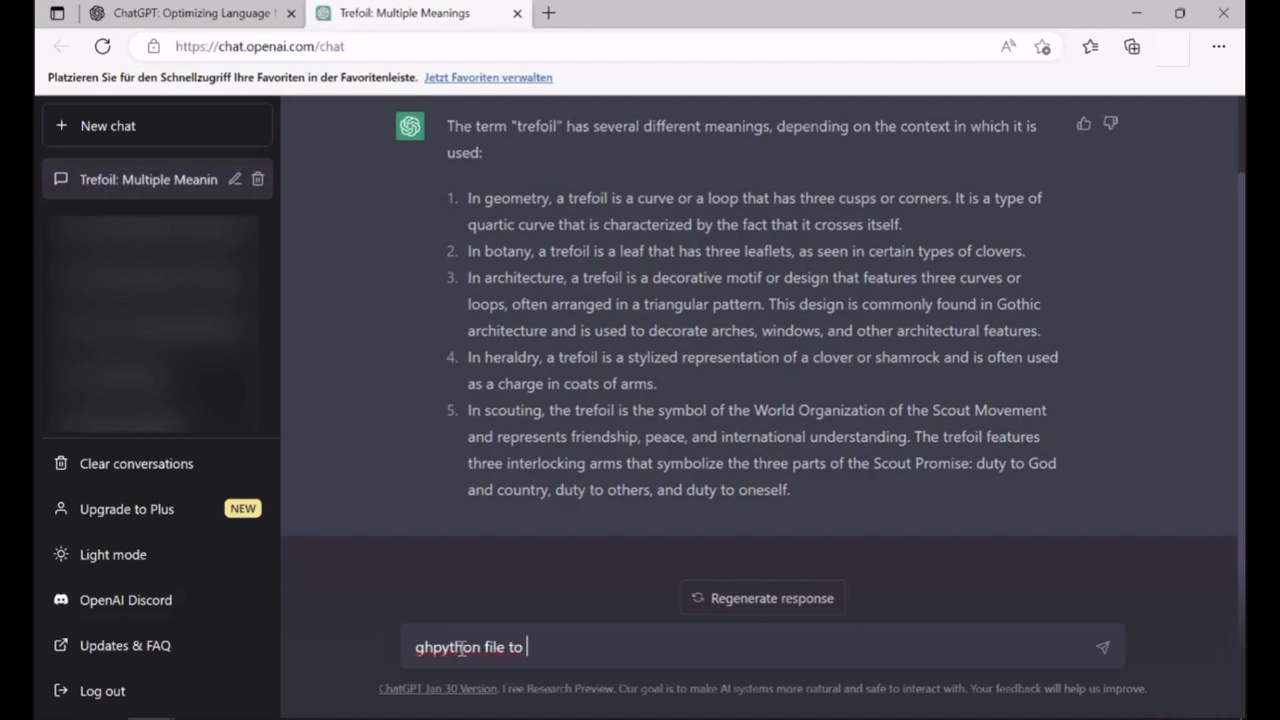 ChatGPT: Optimizing Language
Trefoil: Multiple Meanings
https://chat.openai.com/chat
Platzieren Sie für den Schnellzugriff Ihre Favoriten in der Favoritenleiste. Jetzt Favoriten verwalten
New chat
Trefoil: Multiple Meanin
Clear conversations
Upgrade to Plus NEW
Light mode
OpenAI Discord
Updates & FAQ
Log out
The term "trefoil" has several different meanings, depending on the context in which it is
used:
1. In geometry, a trefoil is a curve or a loop that has three cusps or corners. It is a type of
quartic curve that is characterized by the fact that it crosses itself.
2. In botany, a trefoil is a leaf that has three leaflets, as seen in certain types of clovers.
3. In architecture, a trefoil is a decorative motif or design that features three curves or
loops, often arranged in a triangular pattern. This design is commonly found in Gothic
architecture and is used to decorate arches, windows, and other architectural features.
4. In heraldry, a trefoil is a stylized representation of a clover or shamrock and is often used
as a charge in coats of arms.
5. In scouting, the trefoil is the symbol of the World Organization of the Scout Movement
and represents friendship, peace, and international understanding. The trefoil features
three interlocking arms that symbolize the three parts of the Scout Promise: duty to God
and country, duty to others, and duty to oneself.
Regenerate response
ghpython file to
ChatGPT Jan 30 Version. Free Research Preview. Our goal is to make AI systems more natural and safe to interact with. Your feedback will help us improve.